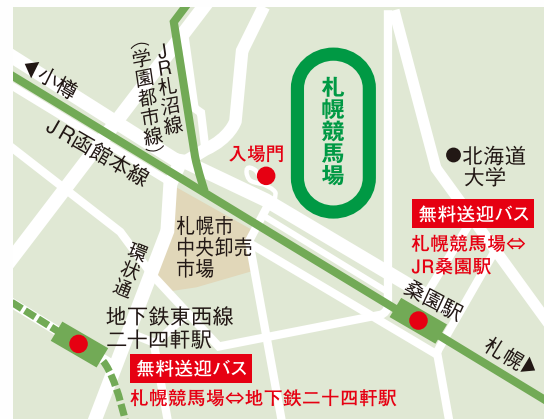 ◀小樽
JR札沼線
(学園都市線)
JR函館本線
札幌競馬場
入場門
●北海道
大学
無料送迎バス
札幌競馬場⇔
JR桑園駅
札幌市
中央卸売
市場
環状通
桑園駅
地下鉄東西線
二十四軒駅
札幌▶
無料送迎バス
札幌競馬場⇔地下鉄二十四軒駅